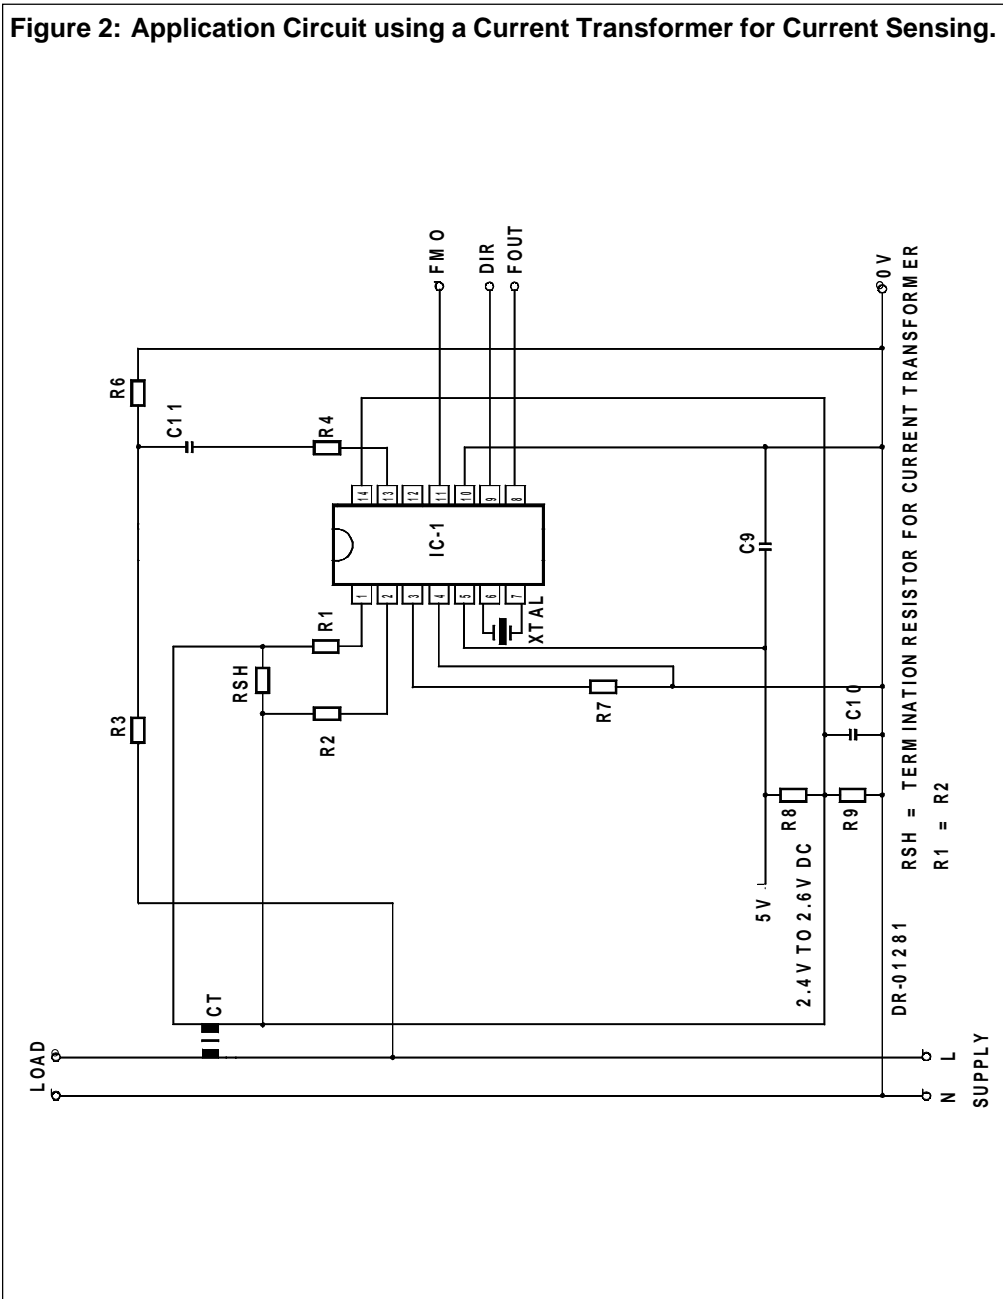 Figure 2: Application Circuit using a Current Transformer for Current Sensing.
FMO
DIR
FOUT
0V
R6
C11
R4
14
13
12
11
10
9
8
IC-1
1
2
3
4
5
6
7
XTAL
R1
RSH
R2
R3
R7
C9
C10
R8
R9
5V
2.4V TO 2.6V DC
CT
LOAD
N
L
SUPPLY
DR-01281
RSH = TERMINATION RESISTOR FOR CURRENT TRANSFORMER
R1 = R2